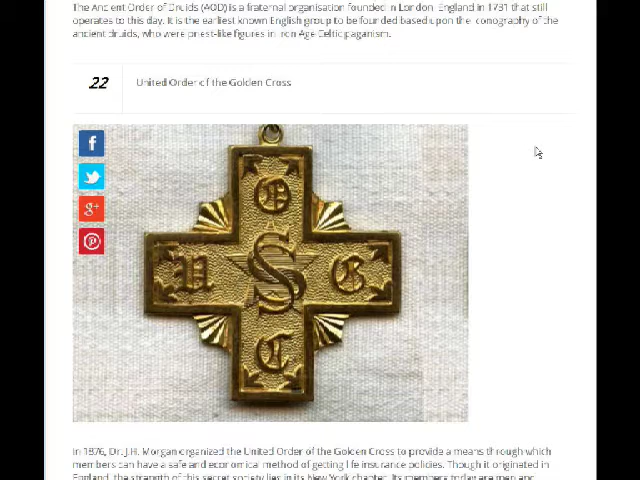 The Ancient Order of Druids (AOD) is a fraternal organisation founded in London, England in 1781 that still
operates to this day. It is the earliest known English group to be founded based upon the iconography of the
ancient druids, who were priest-like figures in Iron Age Celtic paganism.
22 United Order of the Golden Cross
f
g+
O
U S S G
C
In 1876, Dr. J.H. Morgan organized the United Order of the Golden Cross to provide a means through which
members can have a safe and economical method of getting life insurance policies. Though it originated in
England, the strength of this secret society lies in its New York chapter. Its members today are men and